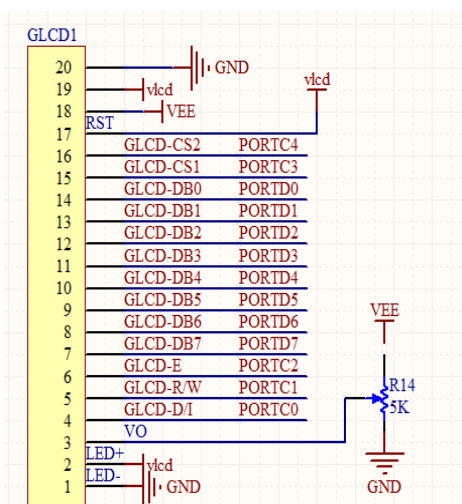 GLCD1
20 GND
19 vlcd
18 VEE
RST vlcd
17
16 GLCD-CS2 PORTC4
15 GLCD-CS1 PORTC3
14 GLCD-DB0 PORTD0
13 GLCD-DB1 PORTD1
12 GLCD-DB2 PORTD2
11 GLCD-DB3 PORTD3
10 GLCD-DB4 PORTD4
9 GLCD-DB5 PORTD5
8 GLCD-DB6 PORTD6
7 GLCD-DB7 PORTD7
6 GLCD-E PORTC2
5 GLCD-R/W PORTC1
4 GLCD-D/I PORTC0
3 VO
LED+
2 vlcd
LED-
1 GND
VEE
R14
5K
GND